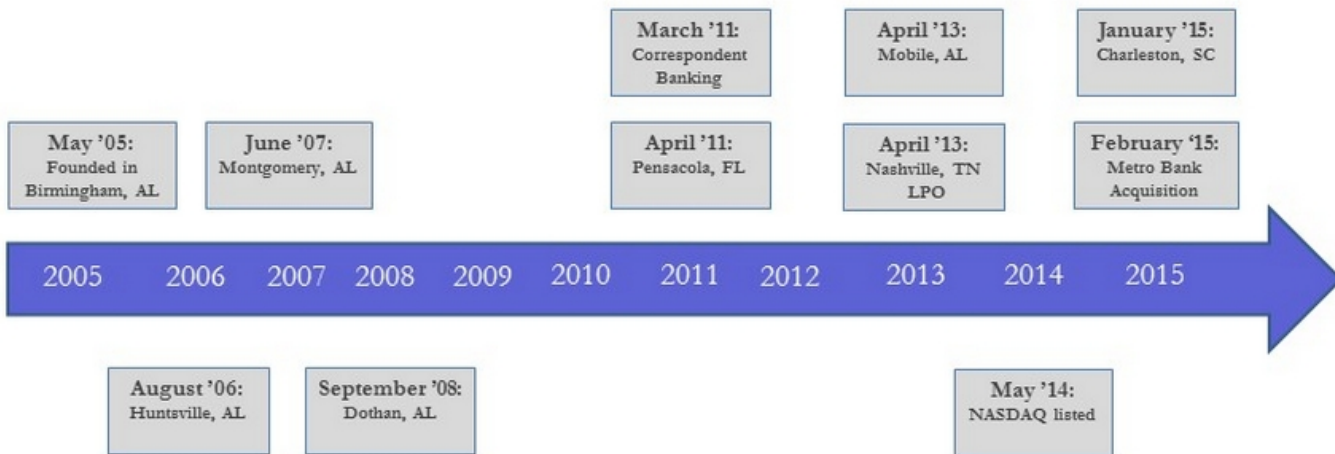 March ’11:
Correspondent
Banking
April ’13:
Mobile, AL
January ’15:
Charleston, SC
May ’05:
Founded in
Birmingham, AL
June ’07:
Montgomery, AL
April ’11:
Pensacola, FL
April ’13:
Nashville, TN
LPO
February ‘15:
Metro Bank
Acquisition
2005 2006 2007 2008 2009 2010 2011 2012 2013 2014 2015
August ’06:
Huntsville, AL
September ’08:
Dothan, AL
May ’14:
NASDAQ listed